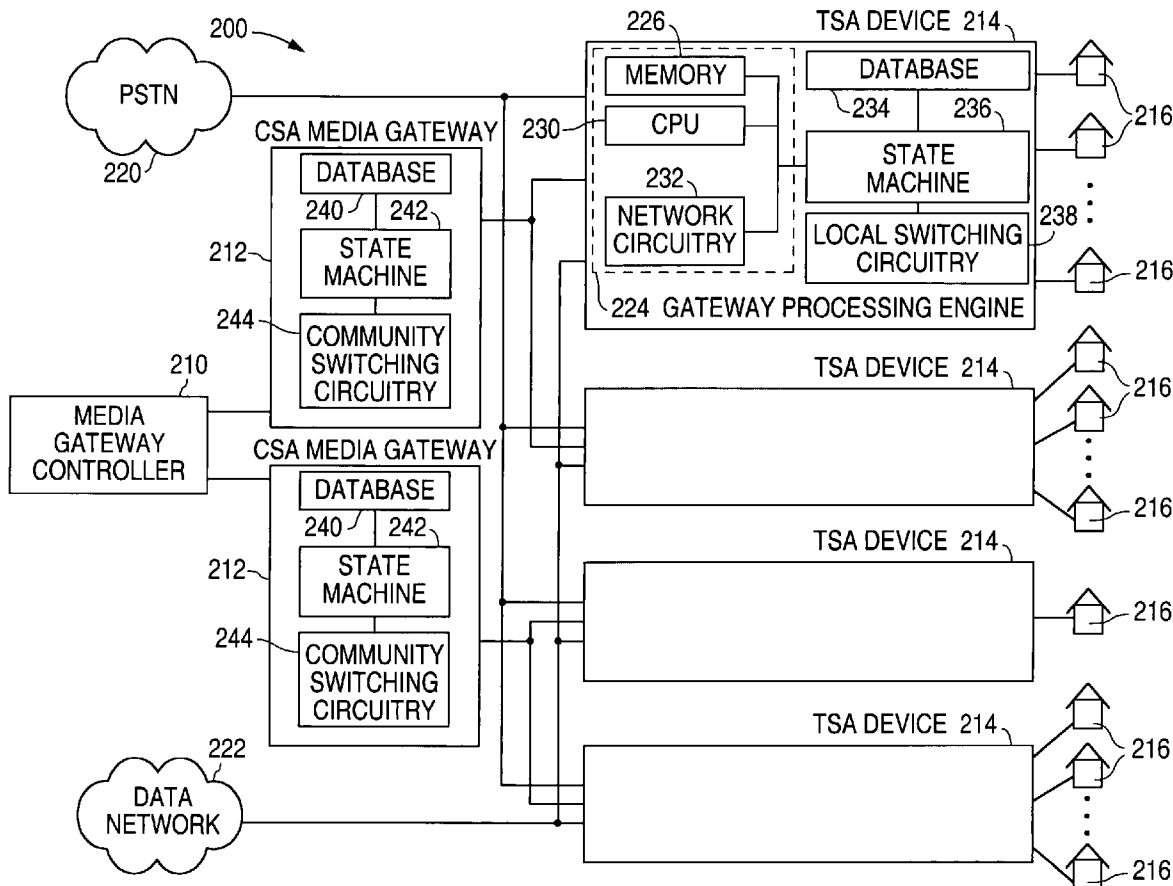 200
PSTN
220
CSA MEDIA GATEWAY
DATABASE
240
242
212
STATE
MACHINE
244
COMMUNITY
SWITCHING
CIRCUITRY
210
MEDIA
GATEWAY
CONTROLLER
CSA MEDIA GATEWAY
DATABASE
240
242
212
STATE
MACHINE
244
COMMUNITY
SWITCHING
CIRCUITRY
222
DATA
NETWORK
TSA DEVICE 214
226
MEMORY
230
CPU
232
NETWORK
CIRCUITRY
DATABASE
234
236
STATE
MACHINE
LOCAL SWITCHING
CIRCUITRY
238
224 GATEWAY PROCESSING ENGINE
216
216
TSA DEVICE 214
216
216
TSA DEVICE 214
216
TSA DEVICE 214
216
216